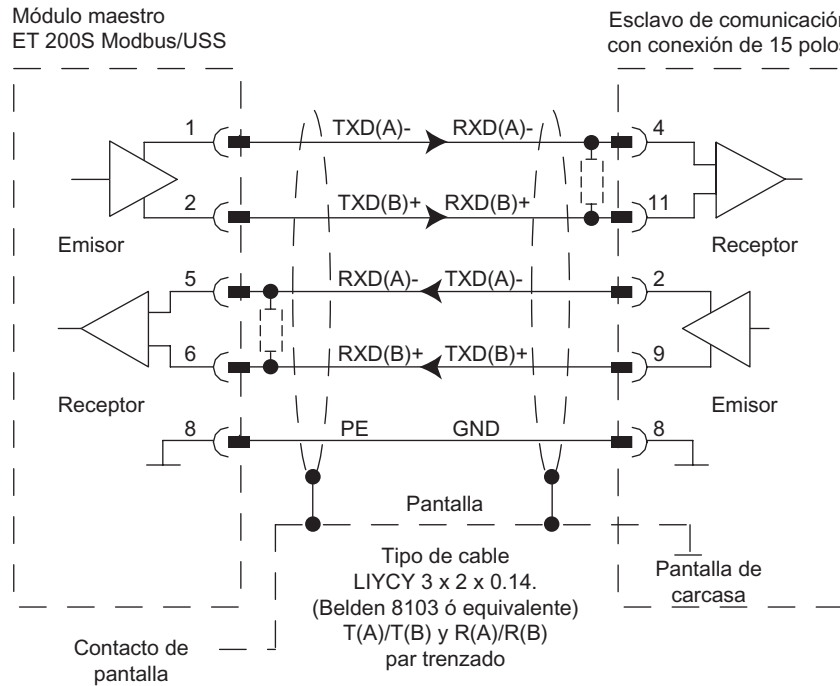 Módulo maestro
ET 200S Modbus/USS
Esclavo de comunicación
con conexión de 15 polos
1 TXD(A)- RXD(A)- 4
2 TXD(B)+ RXD(B)+ 11
Emisor
Receptor
5 RXD(A)- TXD(A)- 2
6 RXD(B)+ TXD(B)+ 9
Receptor
Emisor
8 PE GND 8
Pantalla
Tipo de cable
LIYCY 3 x 2 x 0.14.
(Belden 8103 ó equivalente)
T(A)/T(B) y R(A)/R(B)
par trenzado
Pantalla de
carcasa
Contacto de
pantalla